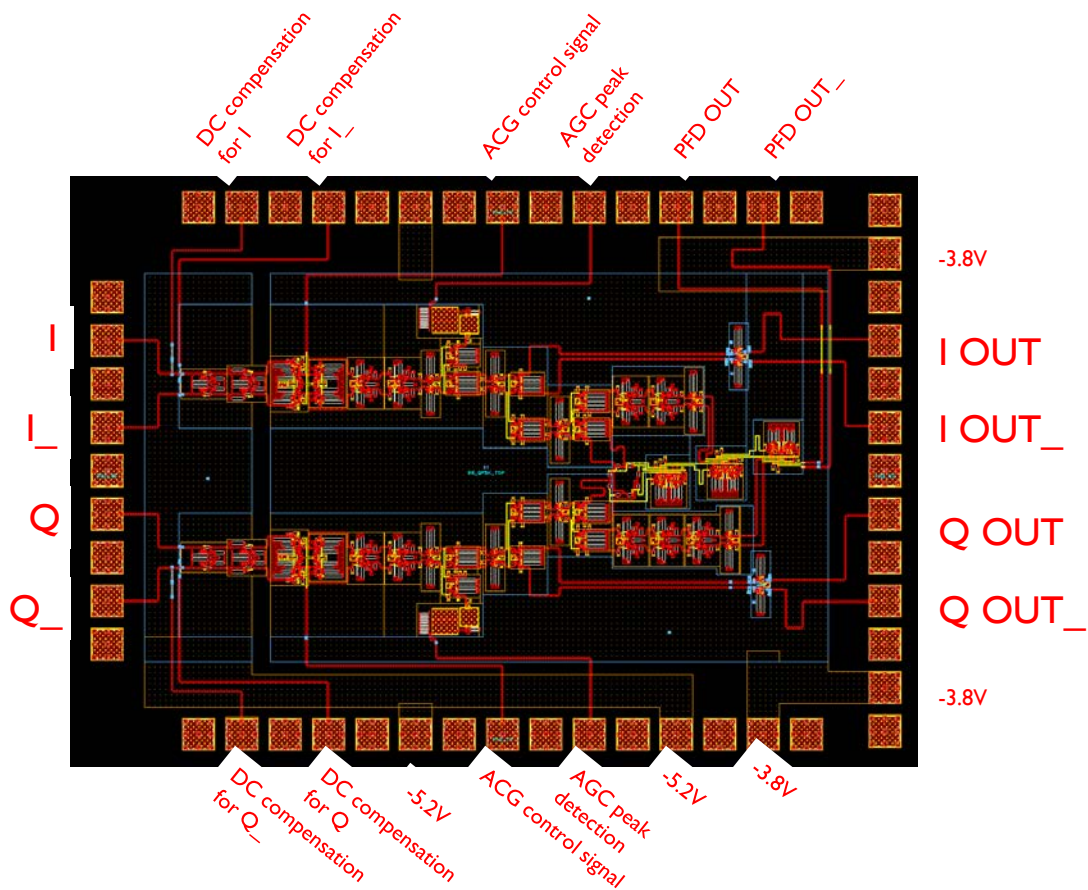 DC compensation
for I
DC compensation
for I_
ACG control signal
AGC peak
detection
PFD OUT
PFD OUT_
-3.8V
I
I OUT
I_
I OUT_
Q
Q OUT
Q_
Q OUT_
-3.8V
DC compensation
for Q_
DC compensation
for Q
-5.2V
ACG control signal
AGC peak
detection
-5.2V
-3.8V